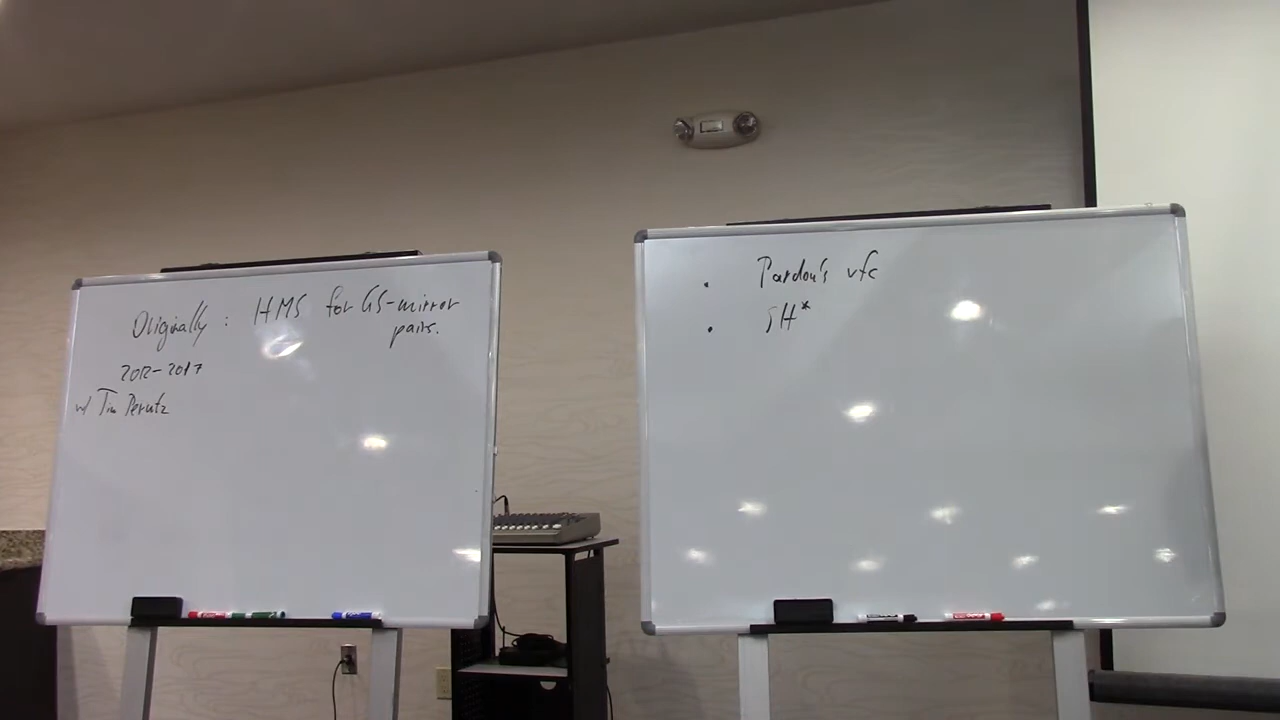 Originally : HMS for GS-mirror
pairs.
2012-2017
w/ Tim Perutz
• Pardon's vfc
• SH*